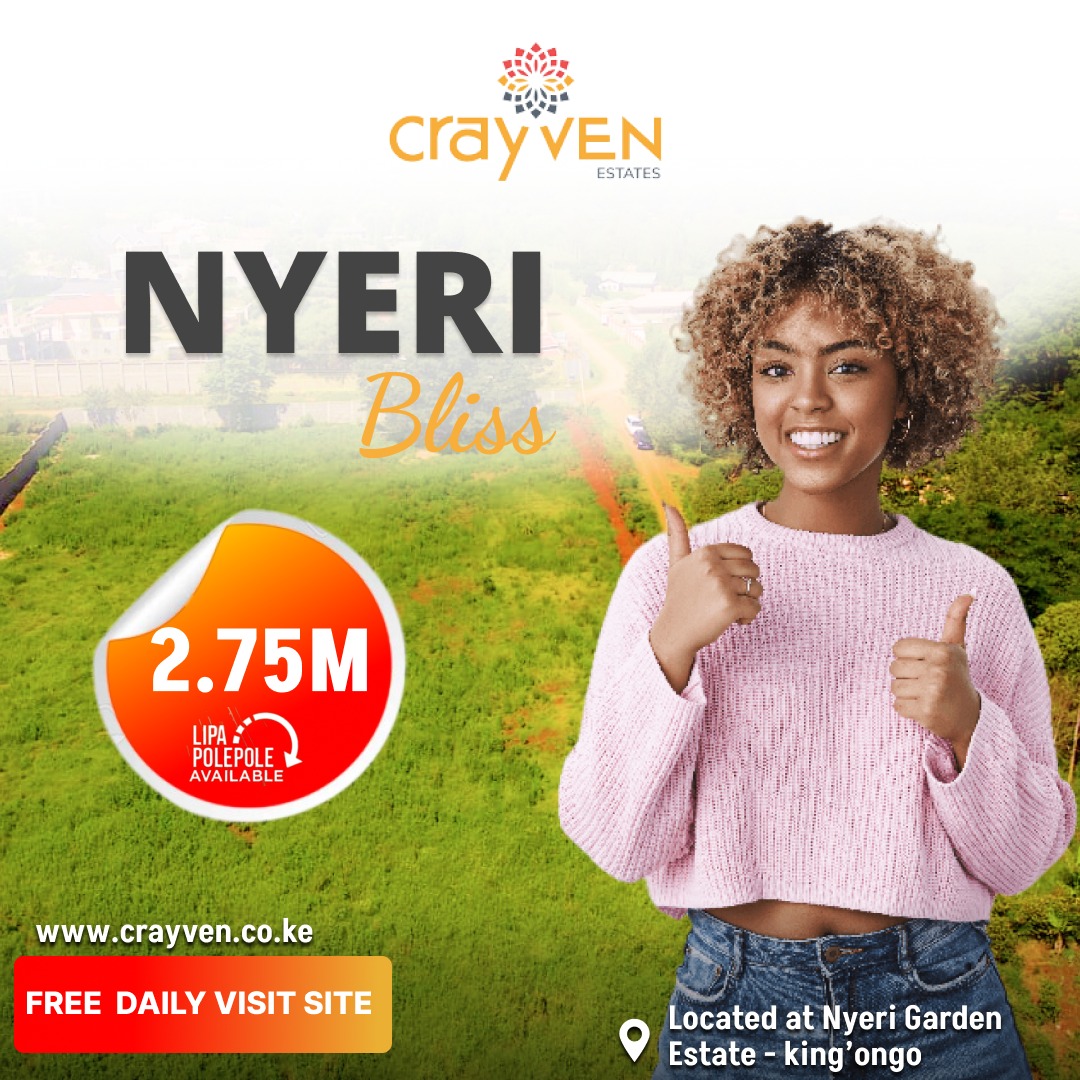 crayvEN
ESTATES
NYERI
Bliss
2.75M
LIPA
POLEPOLE
AVAILABLE
www.crayven.co.ke
FREE DAILY VISIT SITE
Located at Nyeri Garden
Estate - king'ongo